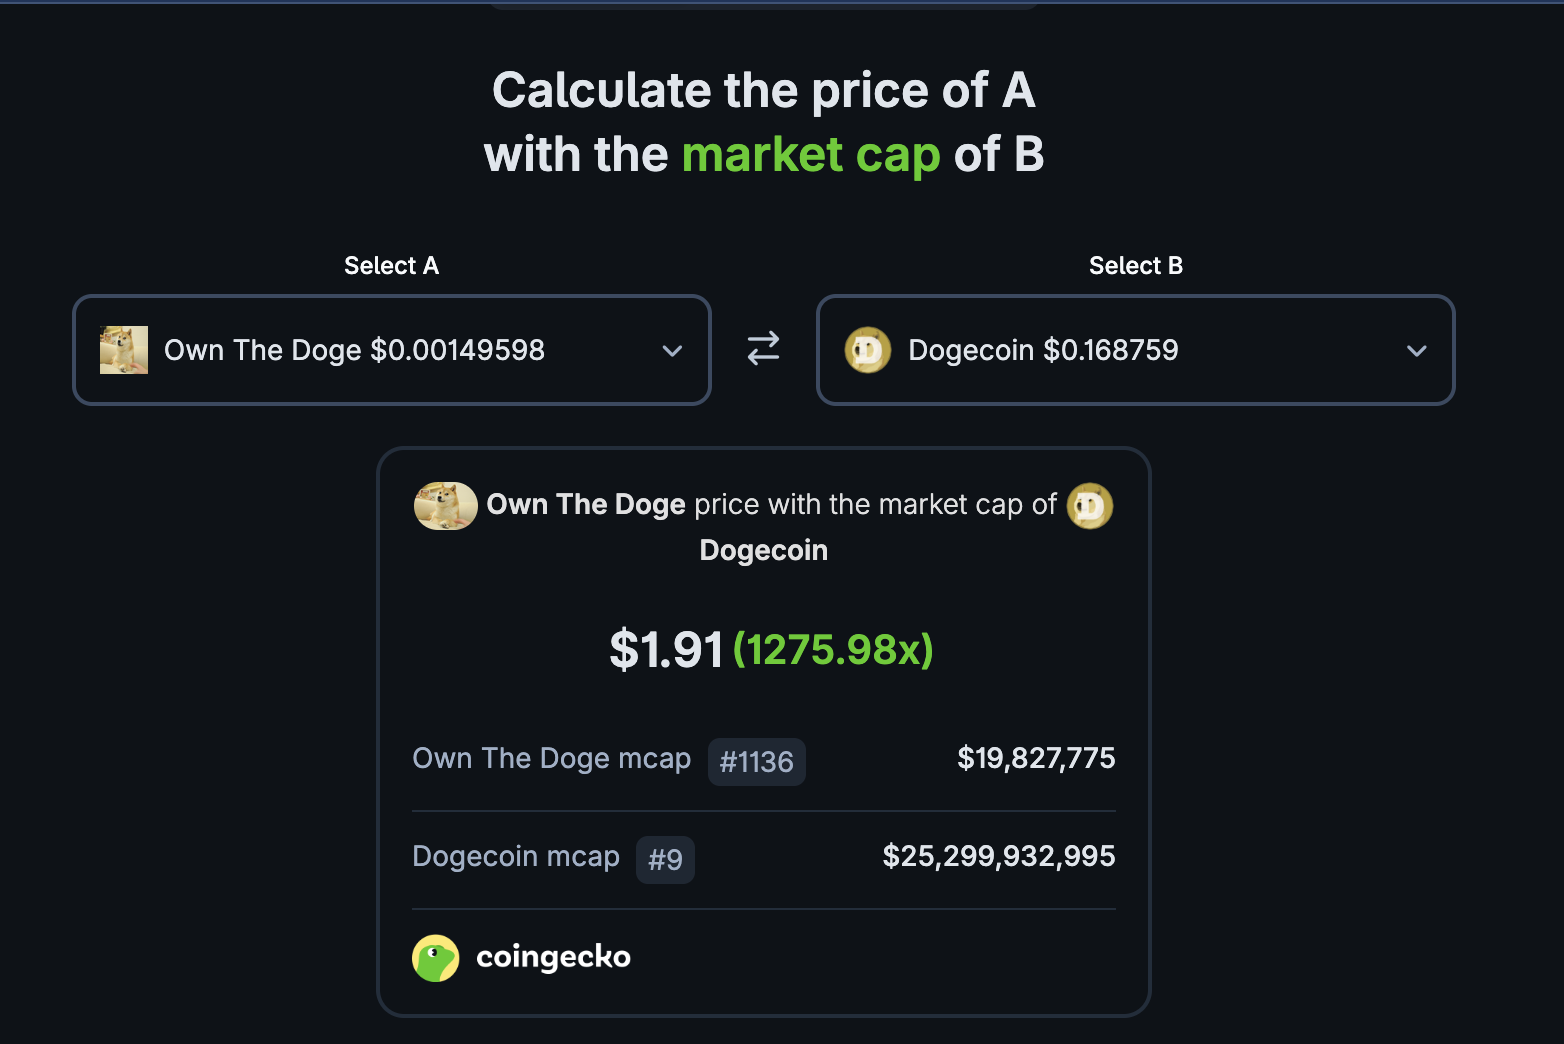 Calculate the price of A
with the market cap of B
Select A
Select B
Own The Doge $0.00149598
Dogecoin $0.168759
Own The Doge price with the market cap of
Dogecoin
$1.91 (1275.98x)
Own The Doge mcap #1136 $19,827,775
Dogecoin mcap #9 $25,299,932,995
coingecko